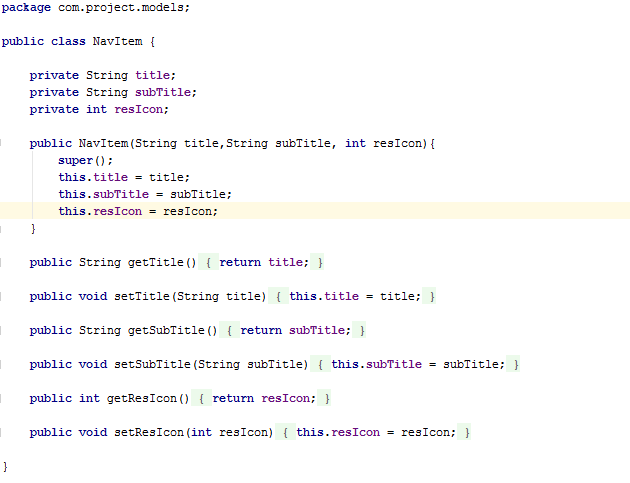 package com.project.models;
public class NavItem {
private String title;
private String subTitle;
private int resIcon;
public NavItem(String title,String subTitle, int resIcon){
super();
this.title = title;
this.subTitle = subTitle;
this.resIcon = resIcon;
}
public String getTitle() { return title; }
public void setTitle(String title) { this.title = title; }
public String getSubTitle() { return subTitle; }
public void setSubTitle(String subTitle) { this.subTitle = subTitle; }
public int getResIcon() { return resIcon; }
public void setResIcon(int resIcon) { this.resIcon = resIcon; }
}